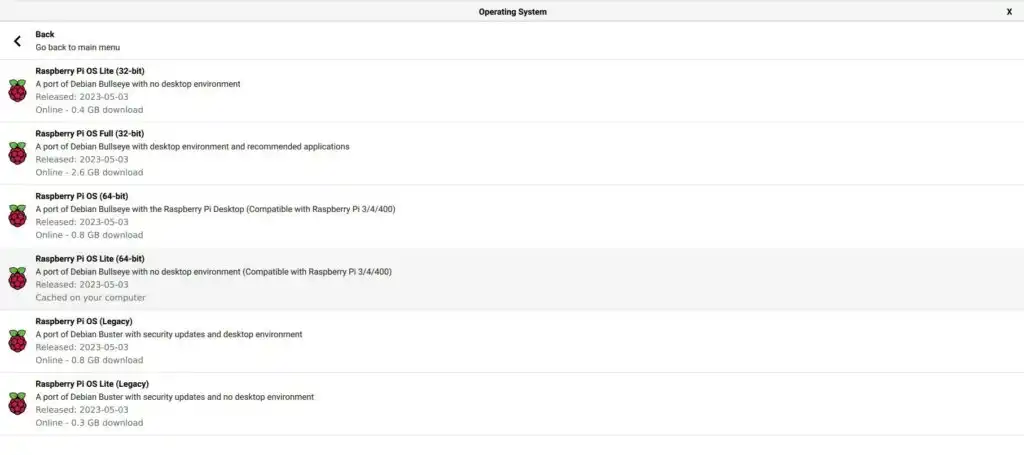 Operating System
X
Back
Go back to main menu
Raspberry Pi OS Lite (32-bit)
A port of Debian Bullseye with no desktop environment
Released: 2023-05-03
Online - 0.4 GB download
Raspberry Pi OS Full (32-bit)
A port of Debian Bullseye with desktop environment and recommended applications
Released: 2023-05-03
Online - 2.6 GB download
Raspberry Pi OS (64-bit)
A port of Debian Bullseye with the Raspberry Pi Desktop (Compatible with Raspberry Pi 3/4/400)
Released: 2023-05-03
Online - 0.8 GB download
Raspberry Pi OS Lite (64-bit)
A port of Debian Bullseye with no desktop environment (Compatible with Raspberry Pi 3/4/400)
Released: 2023-05-03
Cached on your computer
Raspberry Pi OS (Legacy)
A port of Debian Buster with security updates and desktop environment
Released: 2023-05-03
Online - 0.8 GB download
Raspberry Pi OS Lite (Legacy)
A port of Debian Buster with security updates and no desktop environment
Released: 2023-05-03
Online - 0.3 GB download